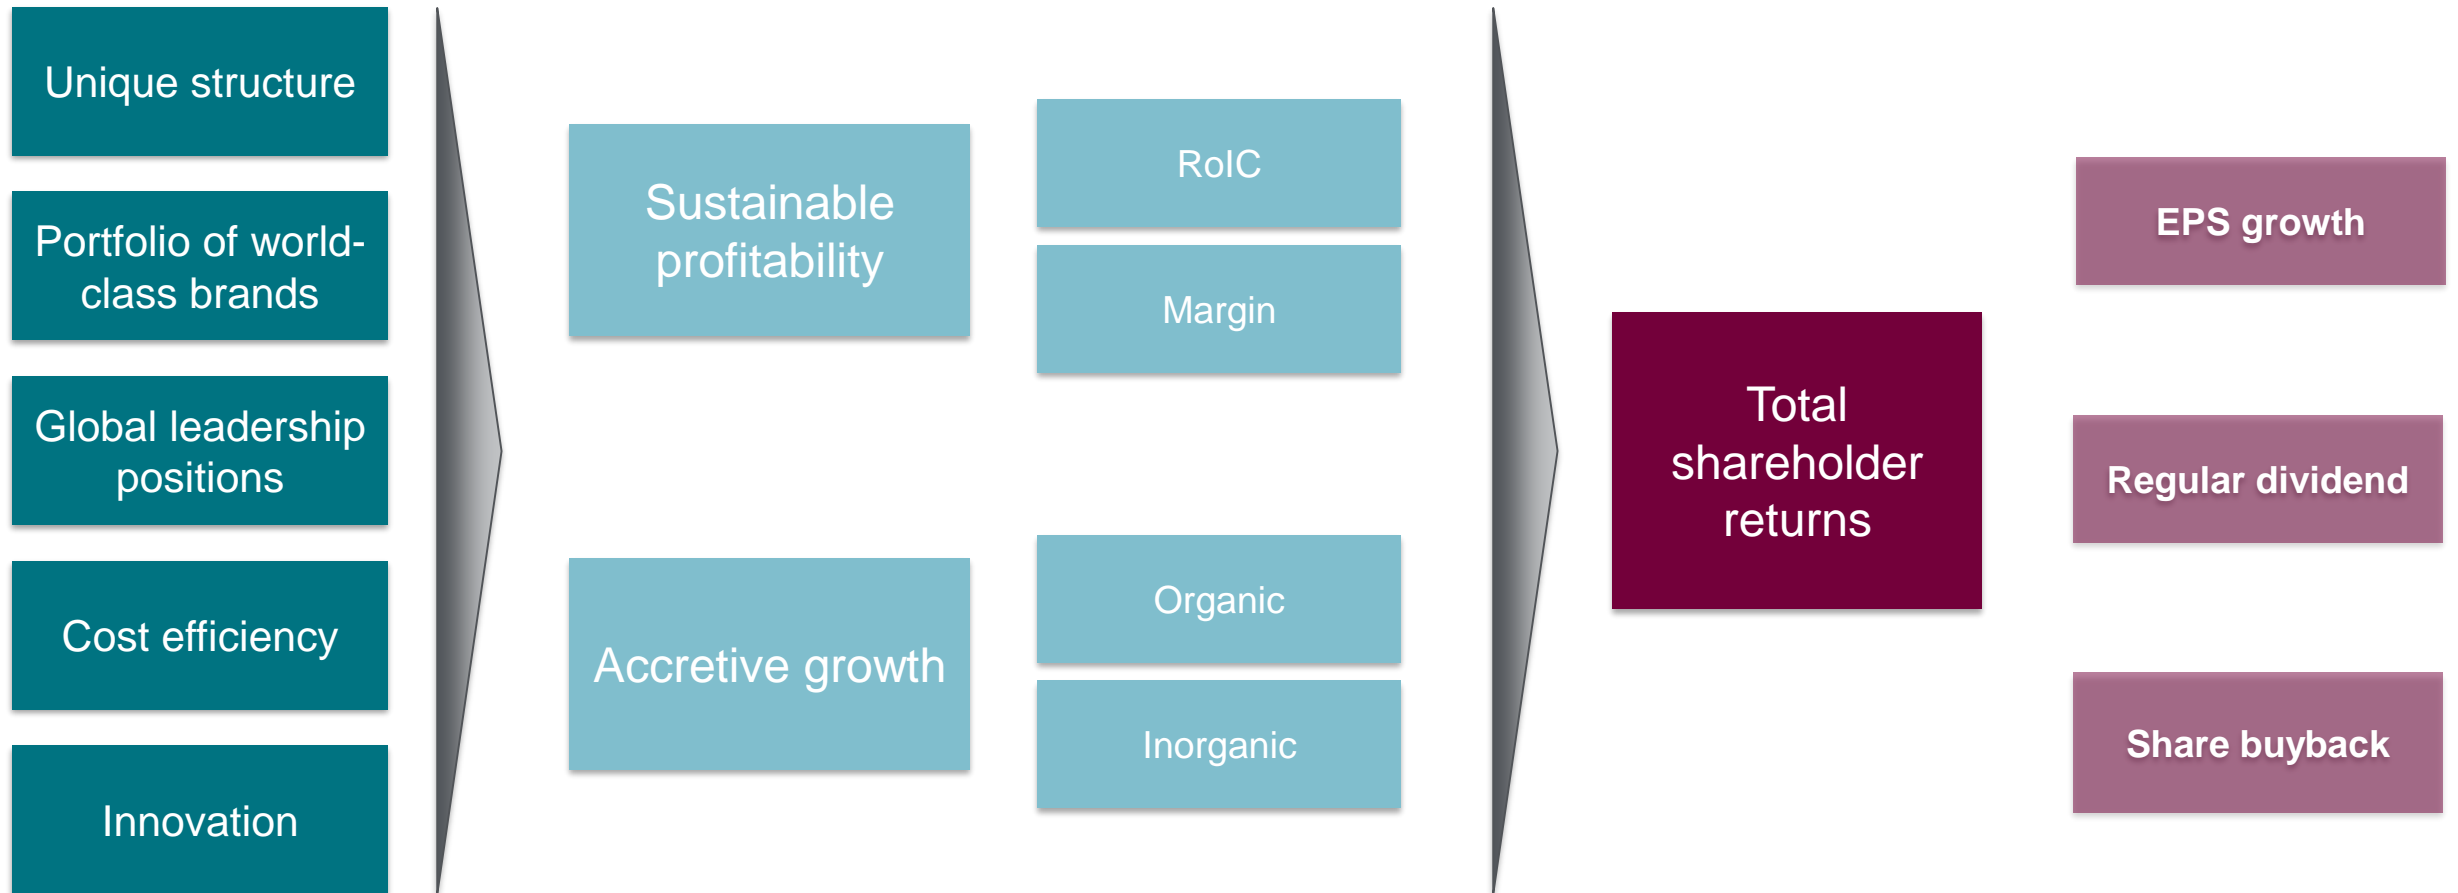 Unique structure
Portfolio of world-
class brands
Global leadership
positions
Cost efficiency
Innovation
Sustainable
profitability
RoIC
Margin
Accretive growth
Organic
Inorganic
Total
shareholder
returns
EPS growth
Regular dividend
Share buyback